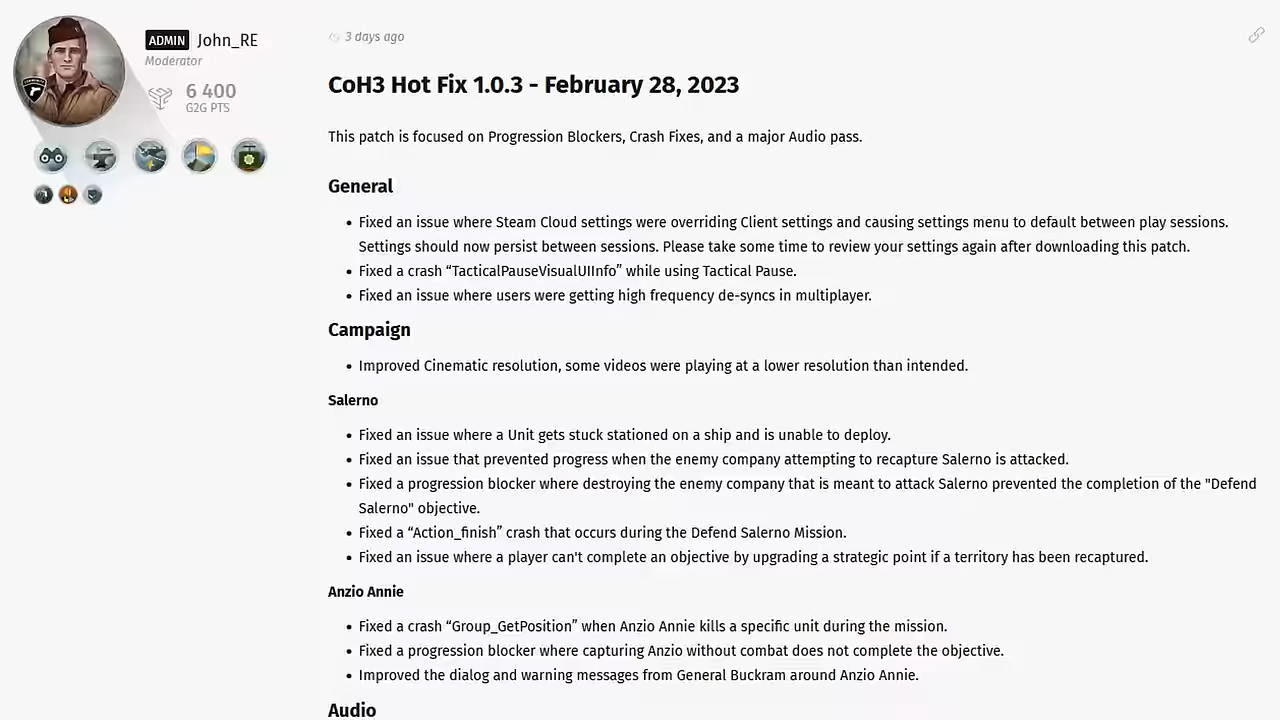 ADMIN John_RE
Moderator
6 400
G2G PTS
3 days ago
CoH3 Hot Fix 1.0.3 - February 28, 2023
This patch is focused on Progression Blockers, Crash Fixes, and a major Audio pass.
General
• Fixed an issue where Steam Cloud settings were overriding Client settings and causing settings menu to default between play sessions.
Settings should now persist between sessions. Please take some time to review your settings again after downloading this patch.
• Fixed a crash “TacticalPauseVisualUIInfo” while using Tactical Pause.
• Fixed an issue where users were getting high frequency de-syncs in multiplayer.
Campaign
• Improved Cinematic resolution, some videos were playing at a lower resolution than intended.
Salerno
• Fixed an issue where a Unit gets stuck stationed on a ship and is unable to deploy.
• Fixed an issue that prevented progress when the enemy company attempting to recapture Salerno is attacked.
• Fixed a progression blocker where destroying the enemy company that is meant to attack Salerno prevented the completion of the "Defend
Salerno" objective.
• Fixed a “Action_finish” crash that occurs during the Defend Salerno Mission.
• Fixed an issue where a player can't complete an objective by upgrading a strategic point if a territory has been recaptured.
Anzio Annie
• Fixed a crash “Group_GetPosition” when Anzio Annie kills a specific unit during the mission.
• Fixed a progression blocker where capturing Anzio without combat does not complete the objective.
• Improved the dialog and warning messages from General Buckram around Anzio Annie.
Audio